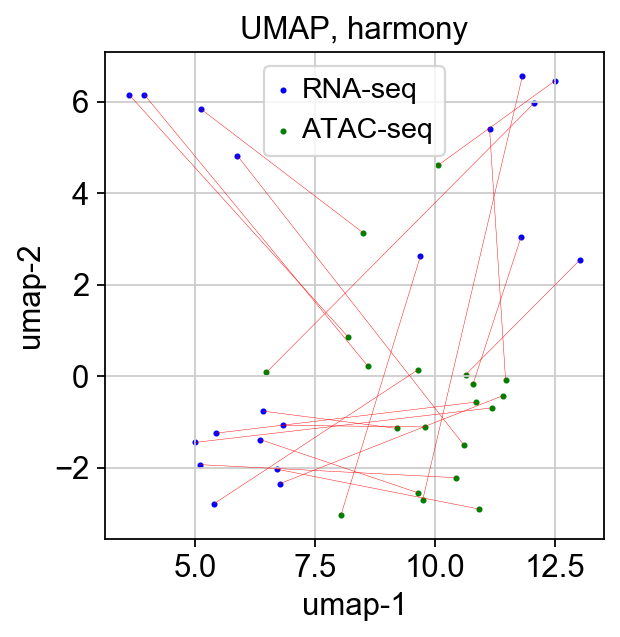 UMAP, harmony
RNA-seq
ATAC-seq
umap-2
6
4
2
0
−2
5.0 7.5 10.0 12.5
umap-1